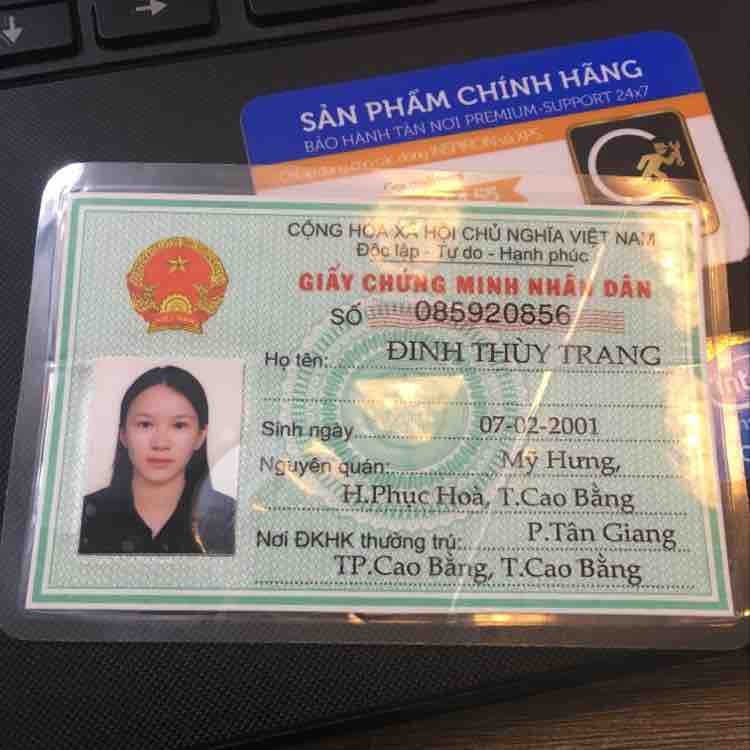 SẢN PHẨM CHÍNH HÃNG
BẢO HÀNH TẬN NƠI PREMIUM-SUPPORT 24x7
CỘNG HÒA XÃ HỘI CHỦ NGHĨA VIỆT NAM
Độc lập - Tự do - Hạnh phúc
GIẤY CHỨNG MINH NHÂN DÂN
SỐ 085920856
Họ tên: ĐINH THÙY TRANG
Sinh ngày 07-02-2001
Nguyên quán: Mỹ Hưng,
H.Phục Hoà, T.Cao Bằng
Nơi ĐKHK thường trú: P.Tân Giang
TP.Cao Bằng, T.Cao Bằng